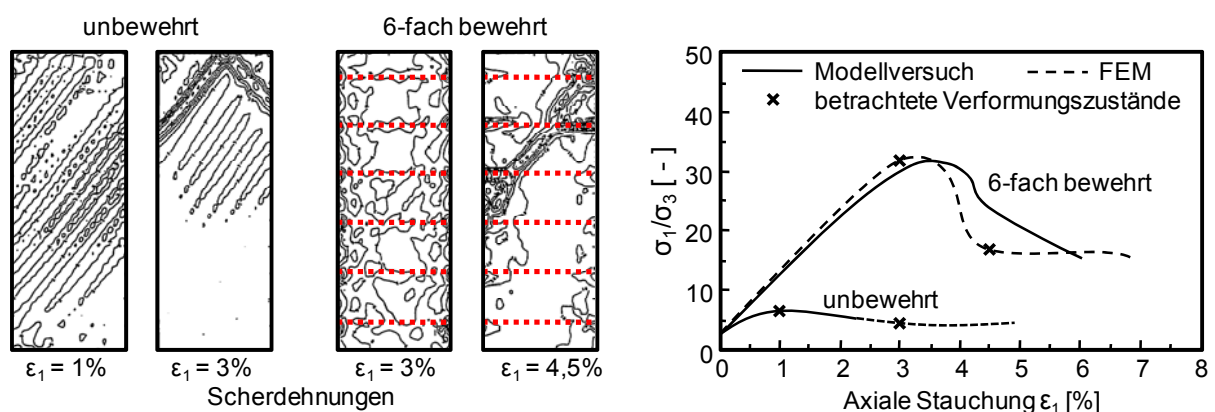 unbewehrt
6-fach bewehrt
ε₁ = 1%
ε₁ = 3%
ε₁ = 3%
ε₁ = 4,5%
Scherdehnungen
50
40
30
20
10
0
σ₁/σ₃ [ - ]
Modellversuch
FEM
betrachtete Verformungszustände
6-fach bewehrt
unbewehrt
0 1 2 3 4 5 6 7 8
Axiale Stauchung ε₁ [%]